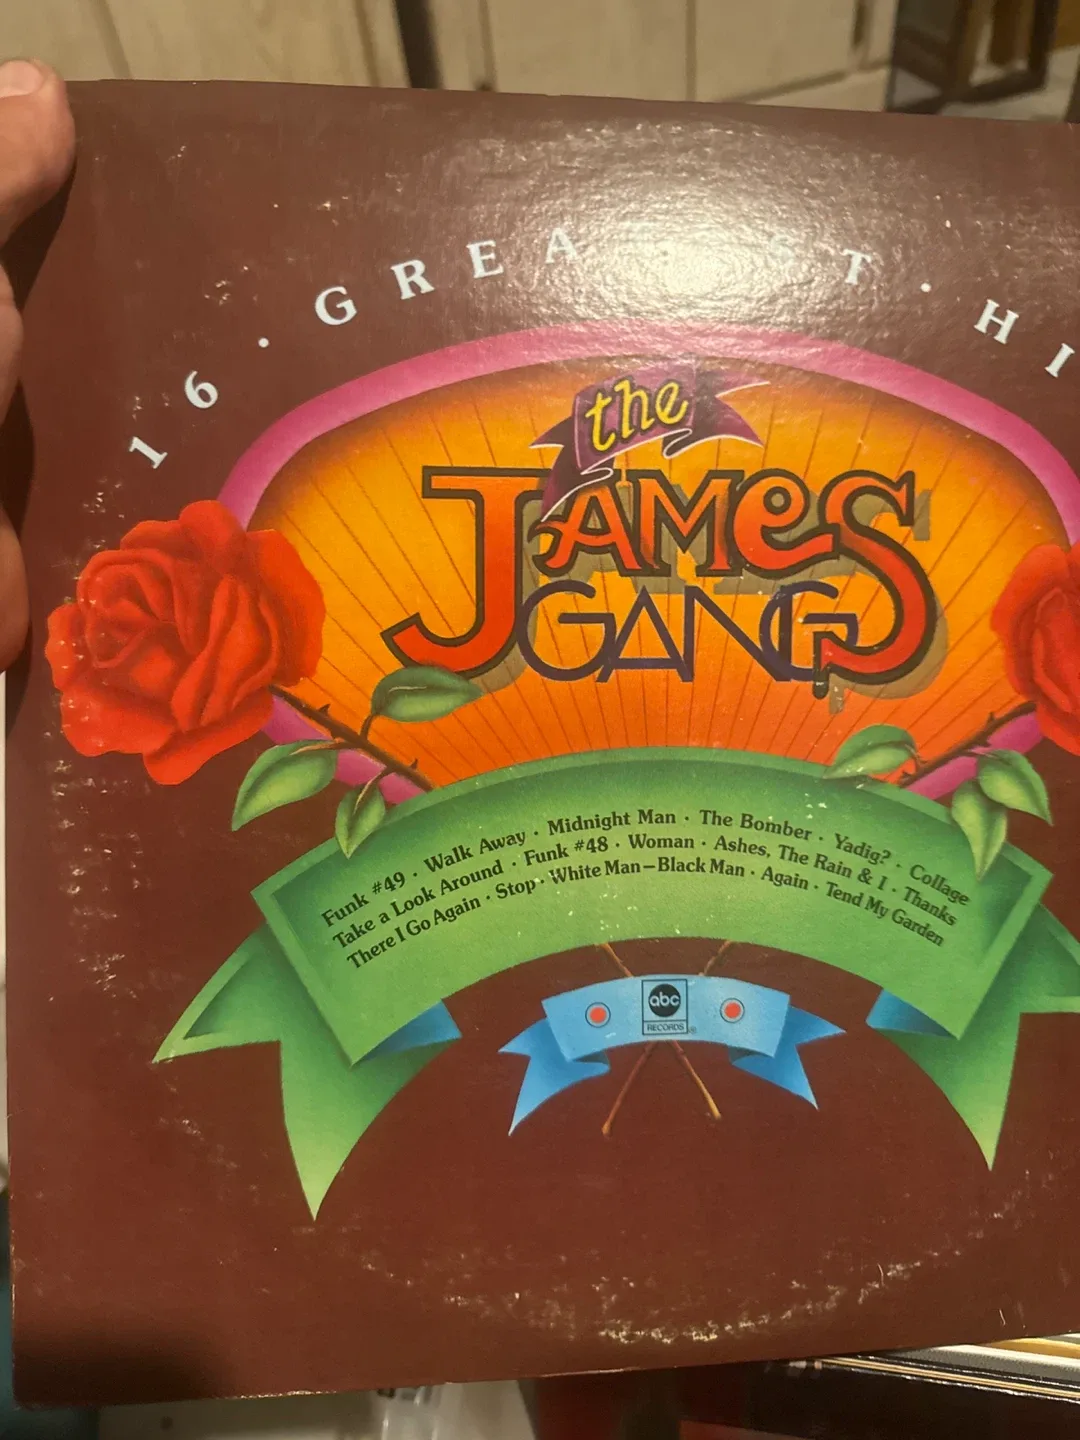 16 · GREA ST · HI
the
JAMES
GANG
Funk #49 · Walk Away · Midnight Man · The Bomber · Yadig? · Collage
Take a Look Around · Funk #48 · Woman · Ashes, The Rain & I · Thanks
There I Go Again · Stop · White Man–Black Man · Again · Tend My Garden
abc
RECORDS®